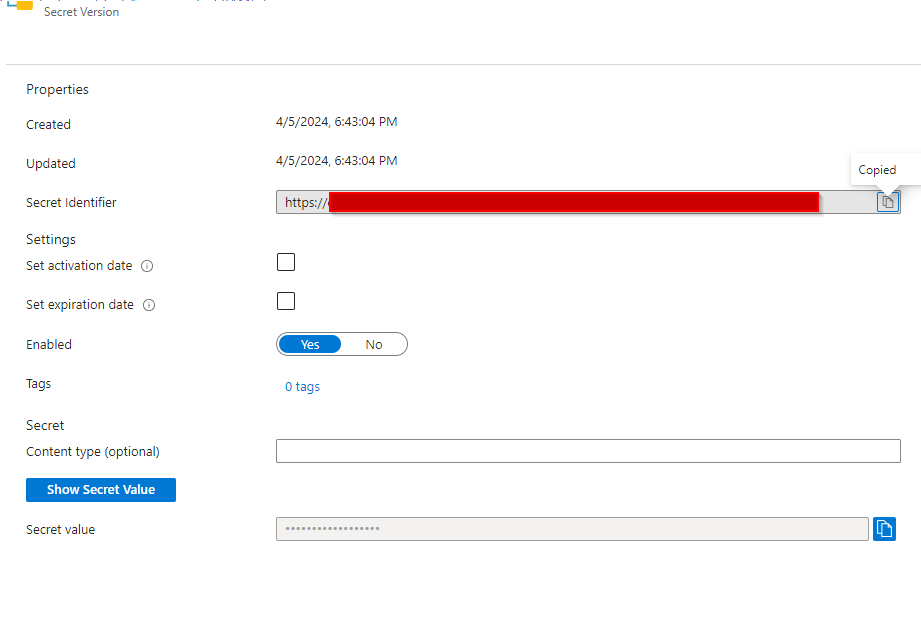 Secret Version
Properties
Created 4/5/2024, 6:43:04 PM
Updated 4/5/2024, 6:43:04 PM
Copied
Secret Identifier https://
Settings
Set activation date
Set expiration date
Enabled Yes No
Tags 0 tags
Secret
Content type (optional)
Show Secret Value
Secret value ••••••••••••••••••